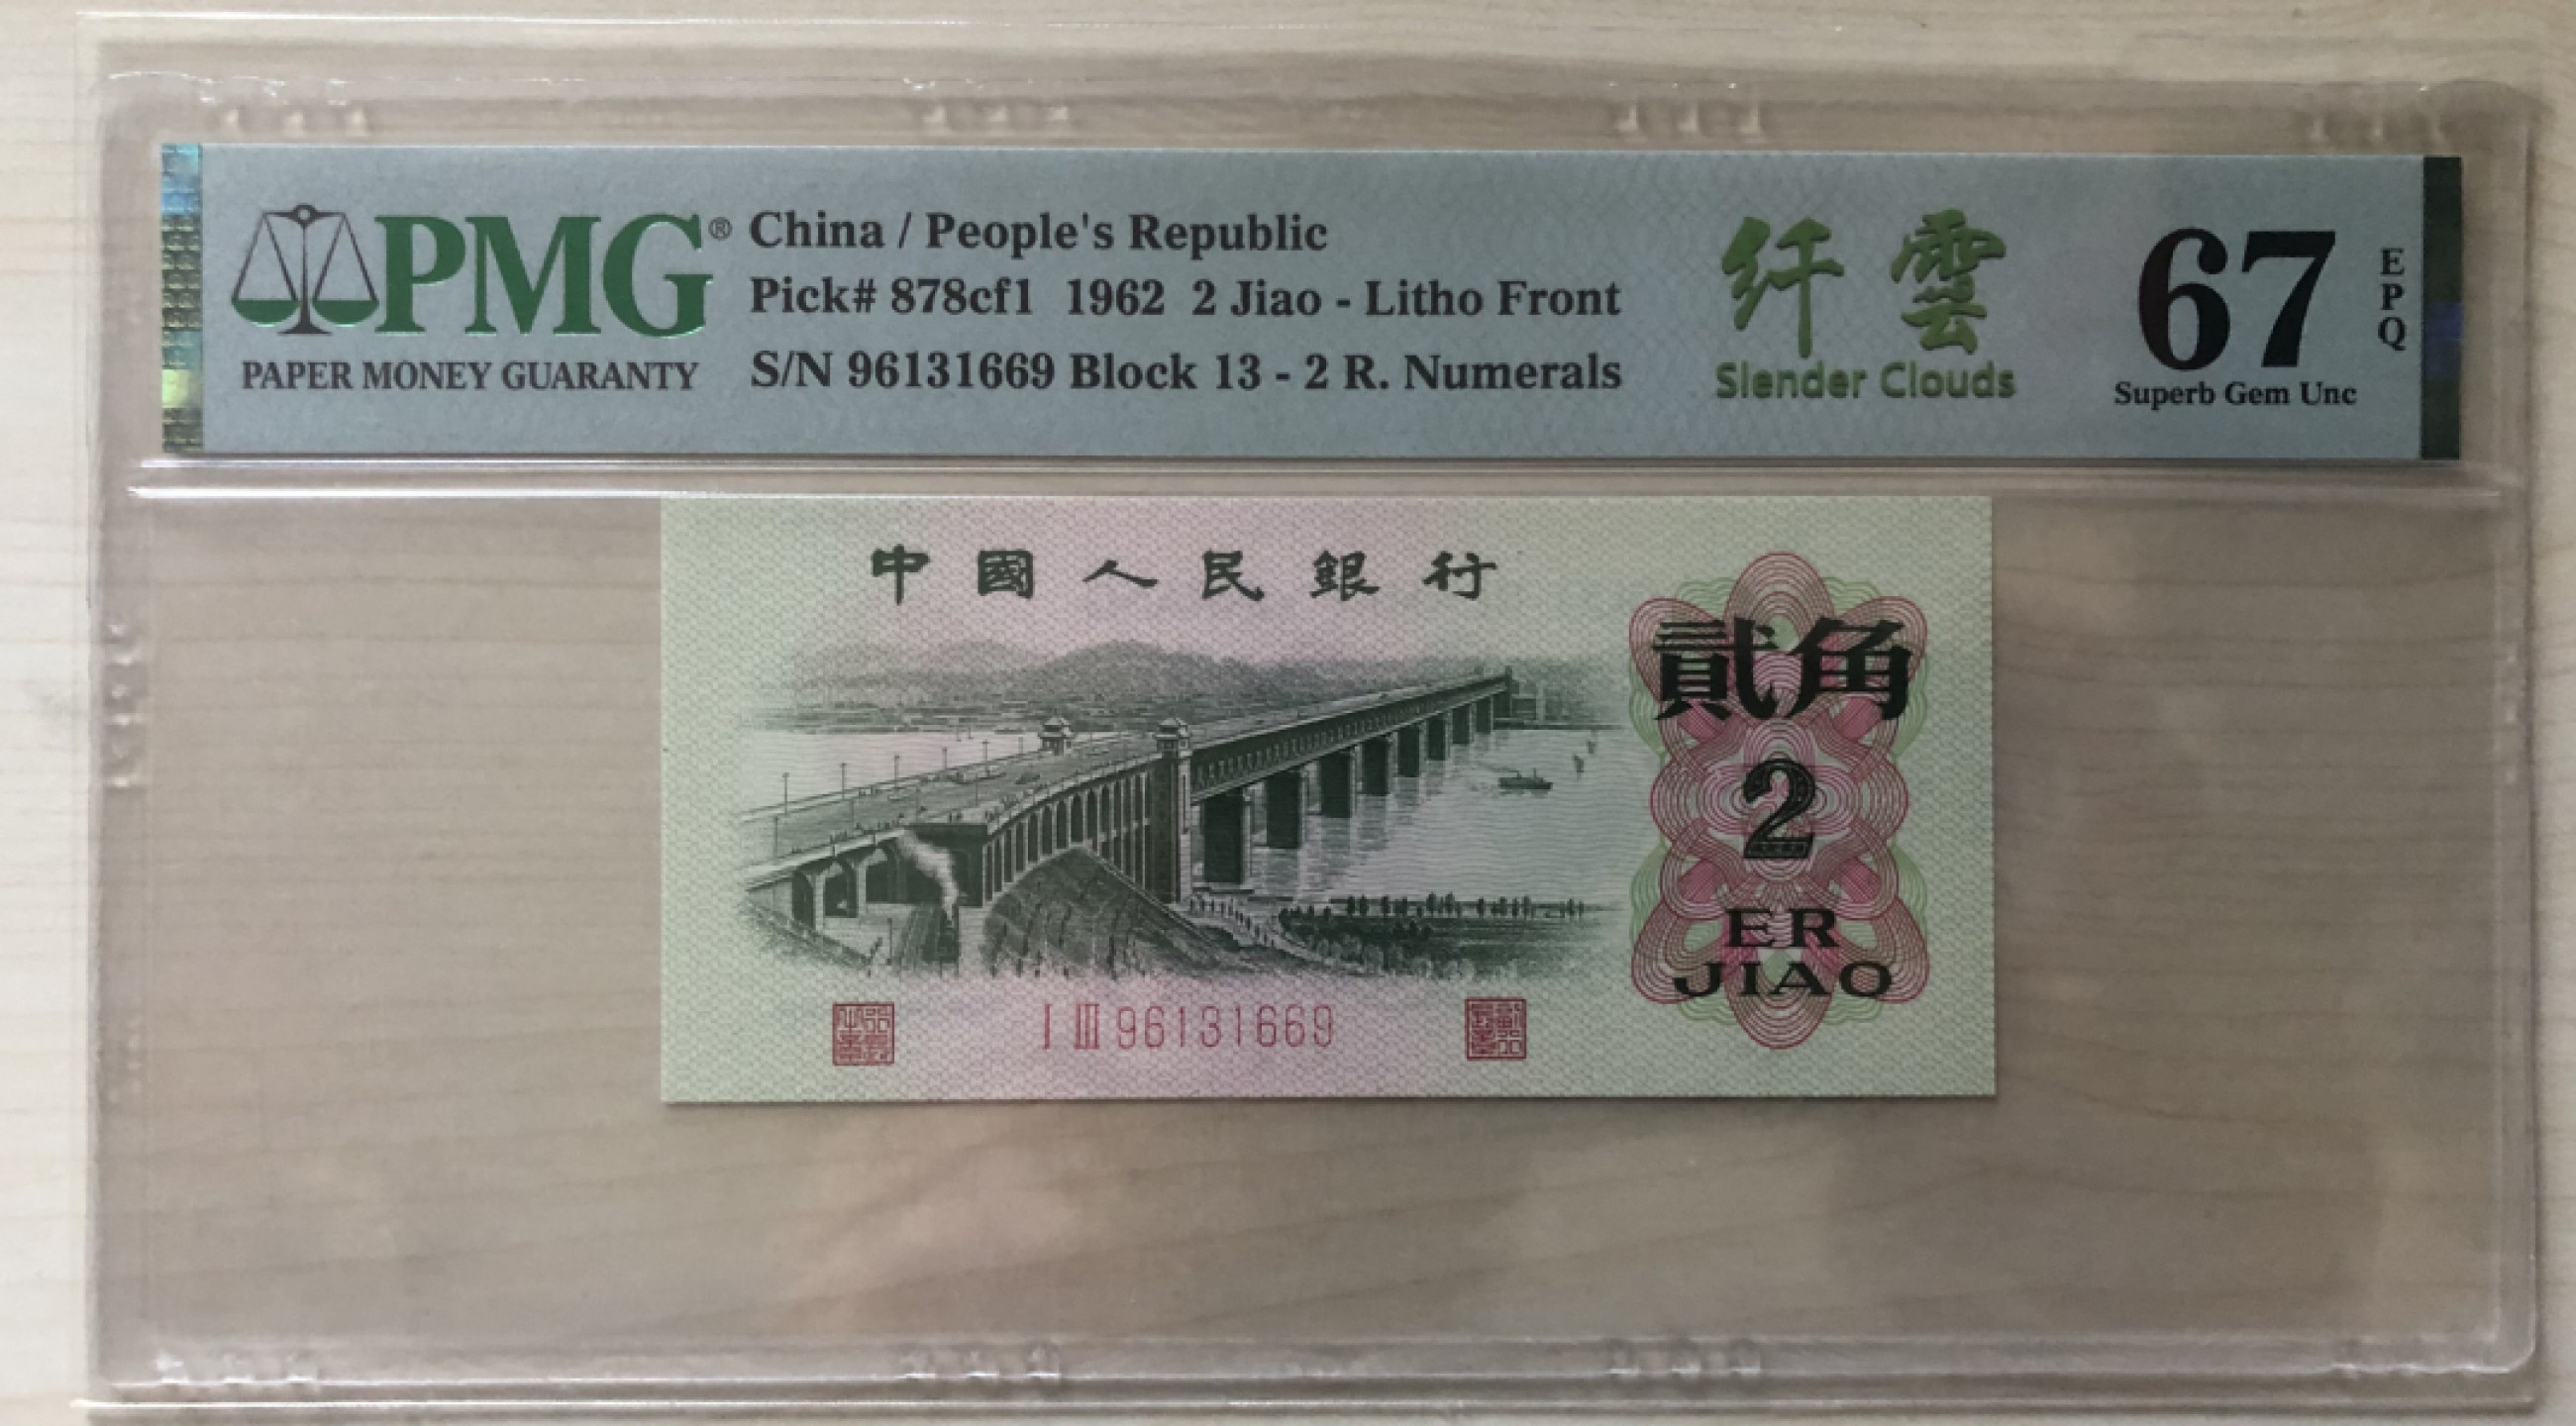 PMG®
PAPER MONEY GUARANTY
China / People's Republic
Pick# 878cf1 1962 2 Jiao - Litho Front
S/N 96131669 Block 13 - 2 R. Numerals
纤雲
Slender Clouds
67
EPQ
Superb Gem Unc
中國人民銀行
貳角
2
ER
JIAO
I III 96131669